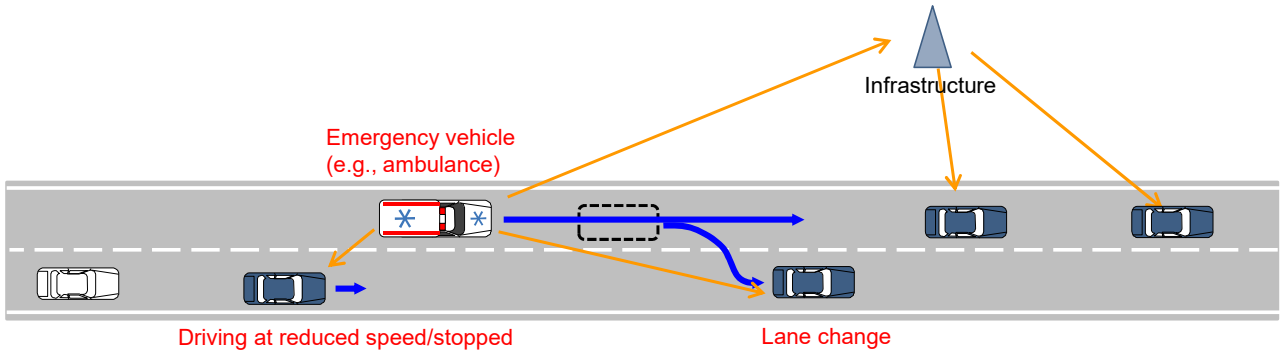 Infrastructure
Emergency vehicle
(e.g., ambulance)
Driving at reduced speed/stopped
Lane change